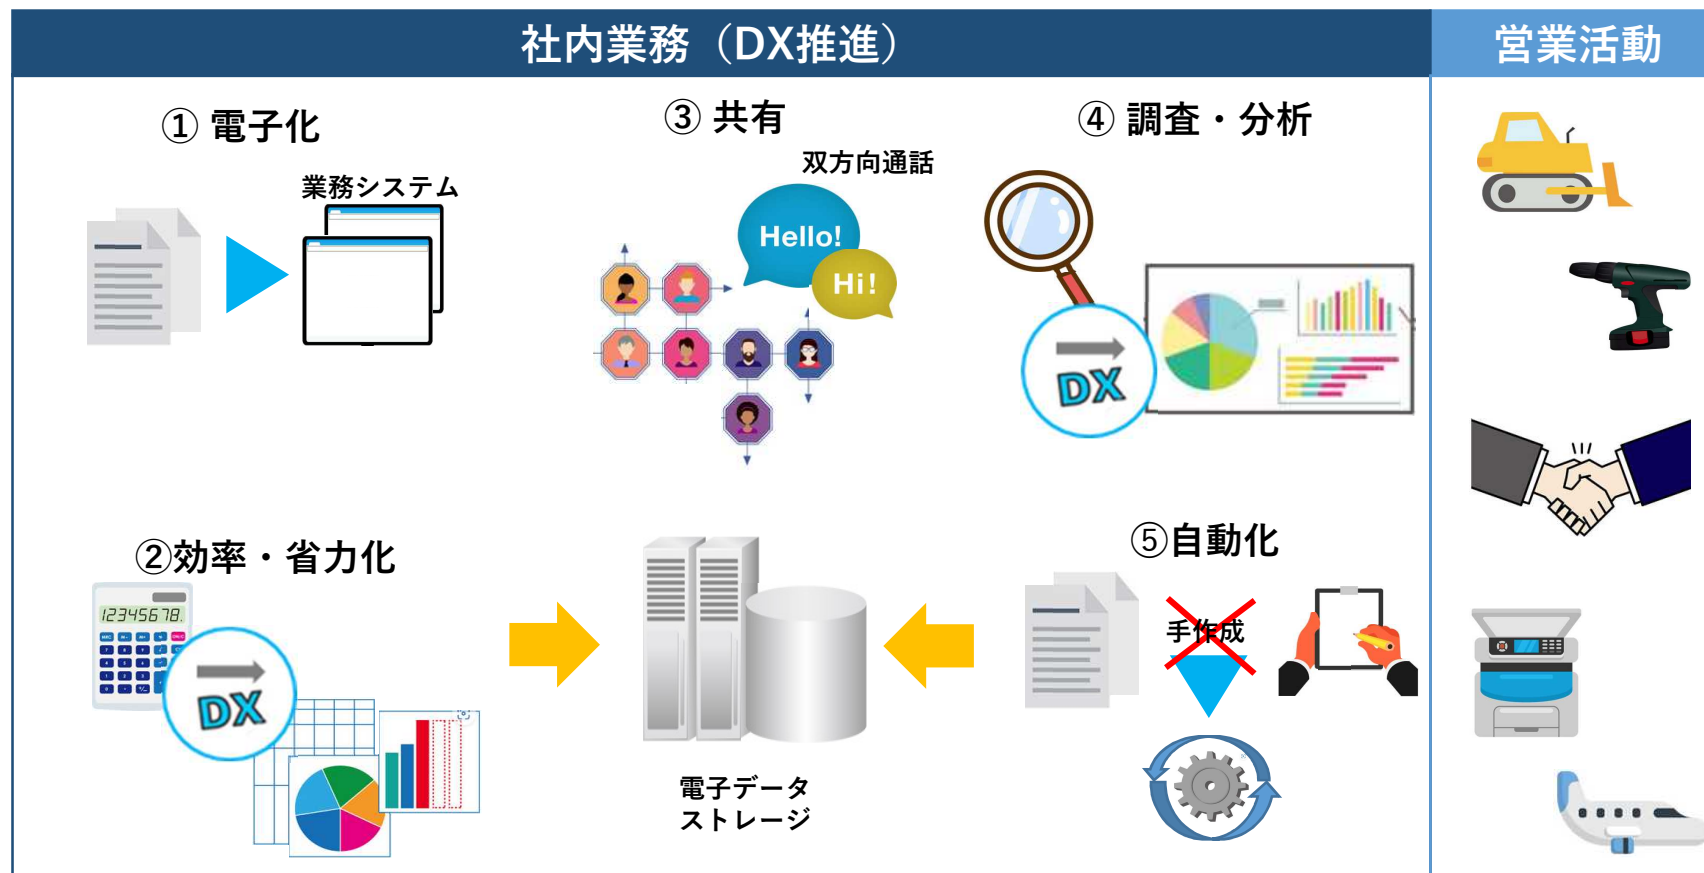 社内業務（DX推進）
営業活動
① 電子化
業務システム
③ 共有
双方向通話
Hello!
Hi!
④ 調査・分析
DX
②効率・省力化
12345678.
DX
電子データ
ストレージ
⑤自動化
手作成